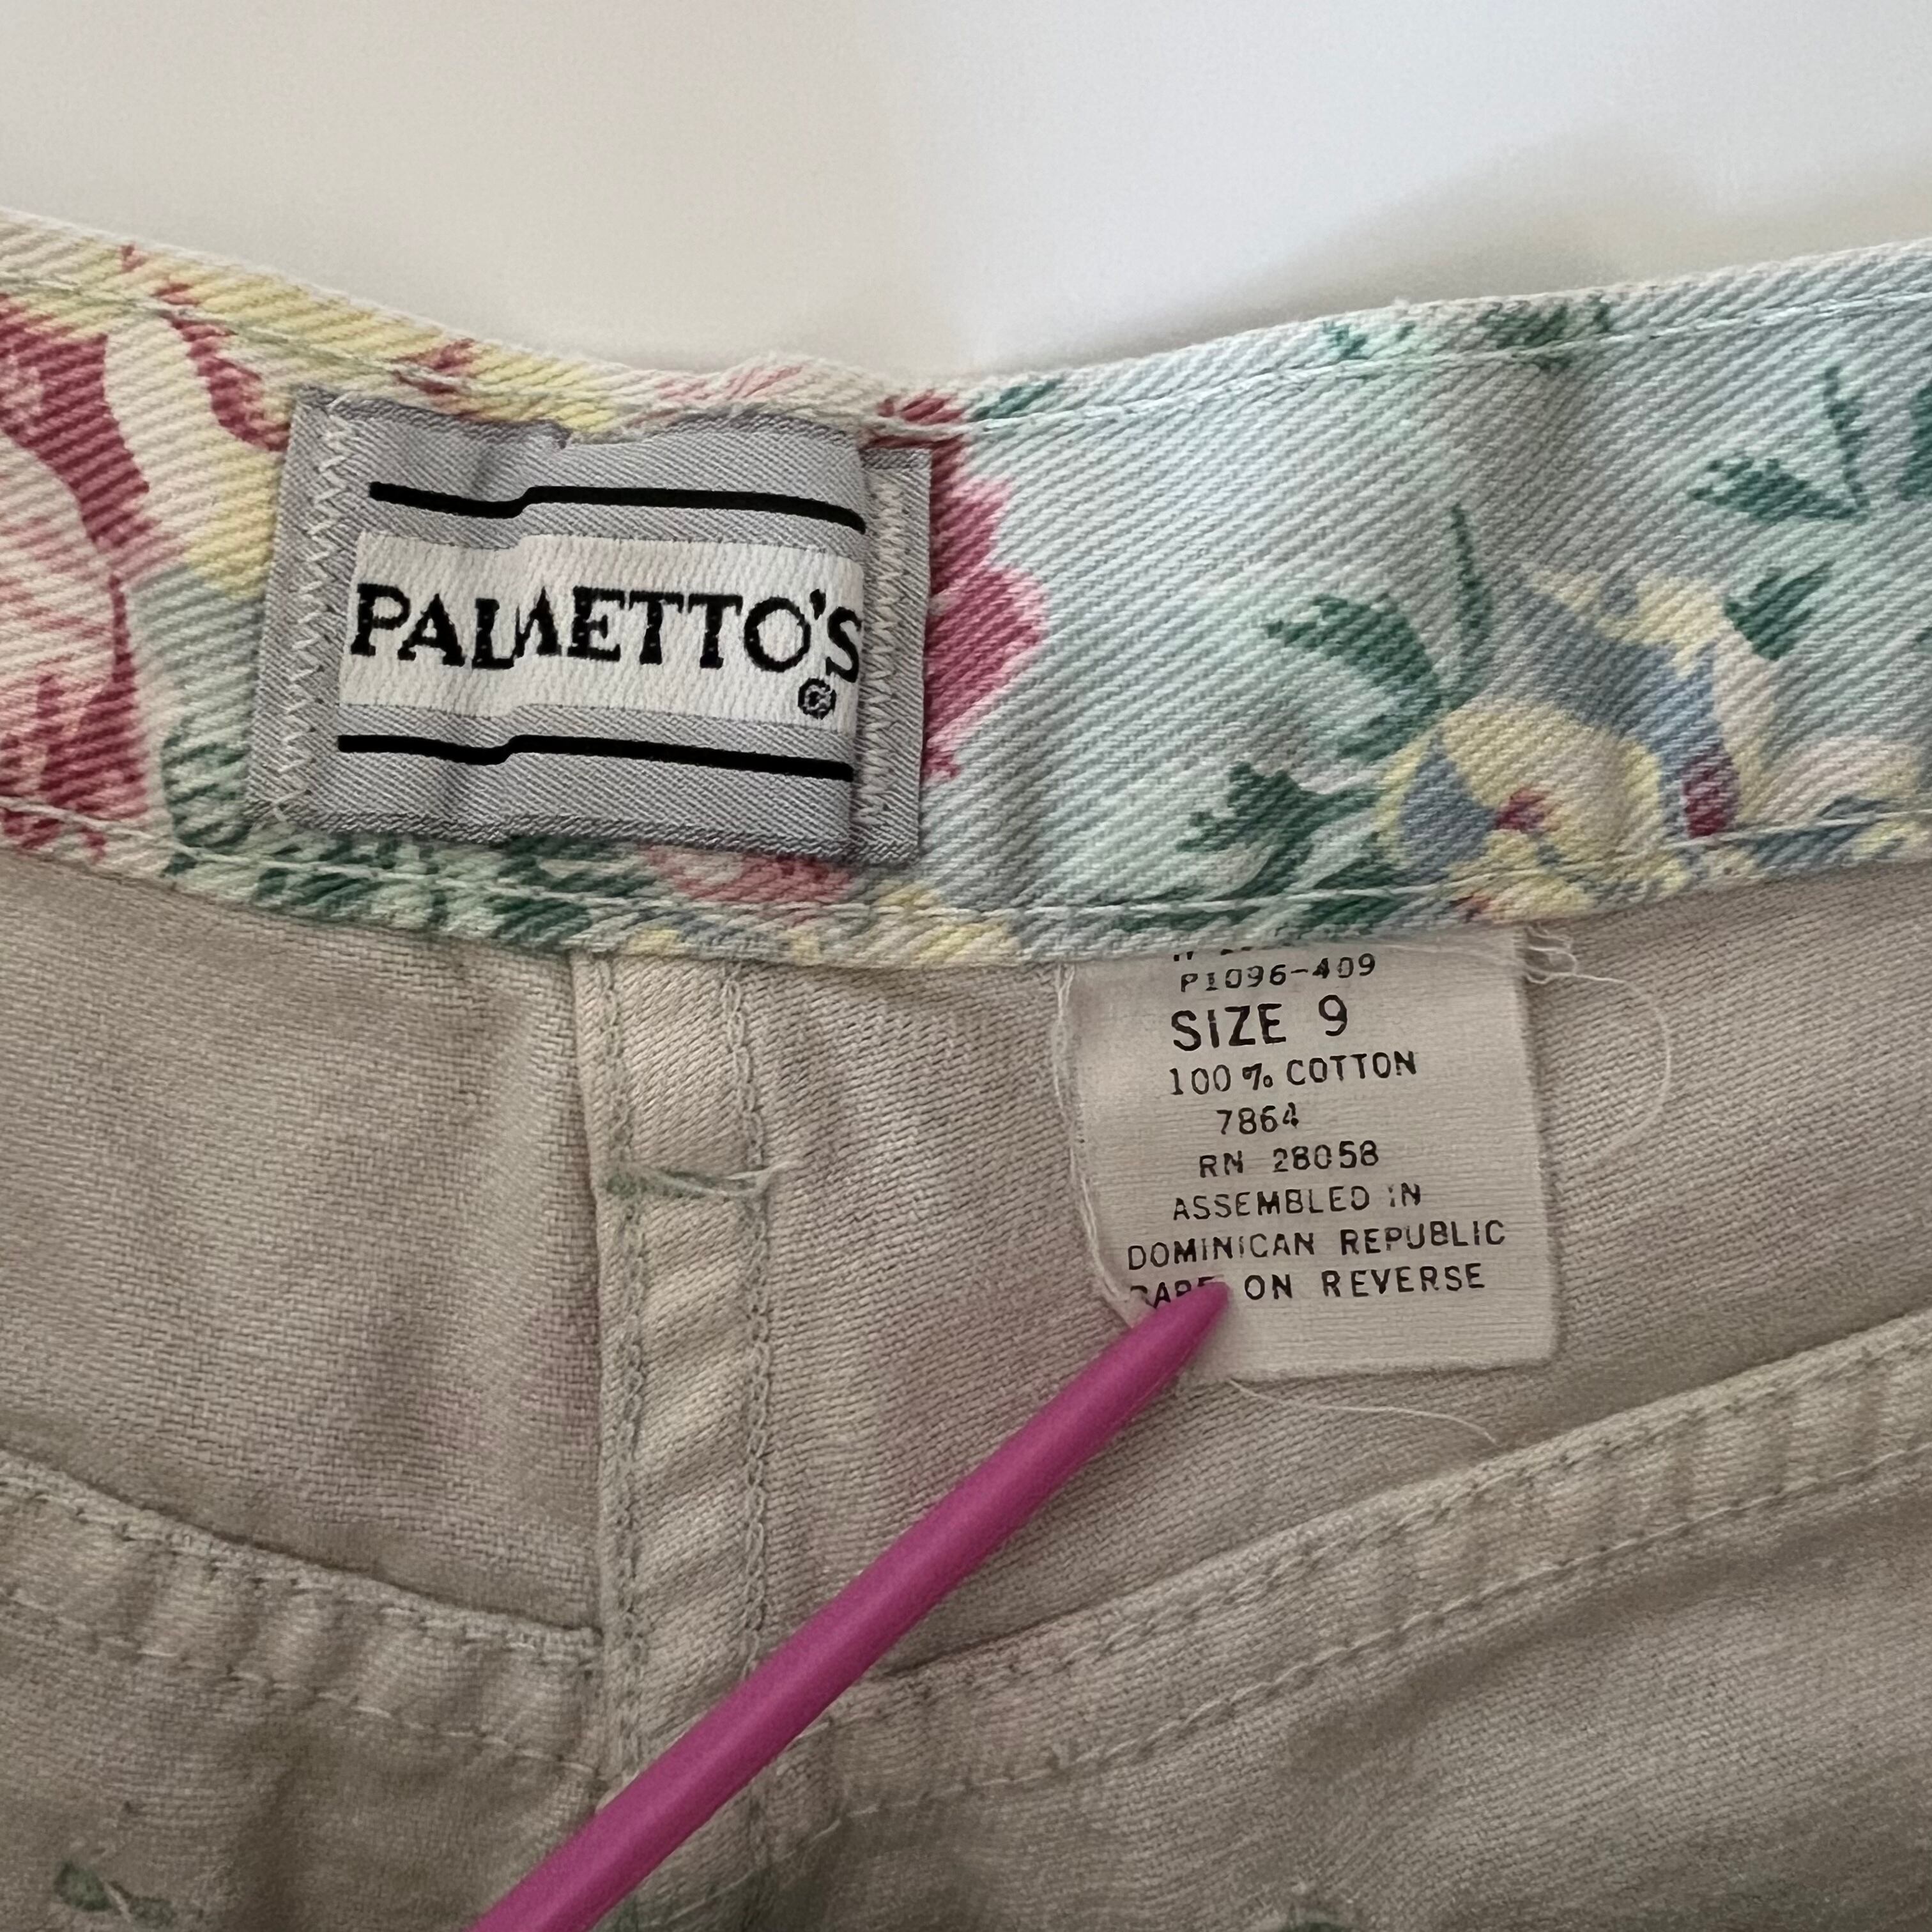 PALMETTO'S
©
P1096-409
SIZE 9
100% COTTON
7864
RN 28058
ASSEMBLED IN
DOMINICAN REPUBLIC
ON REVERSE